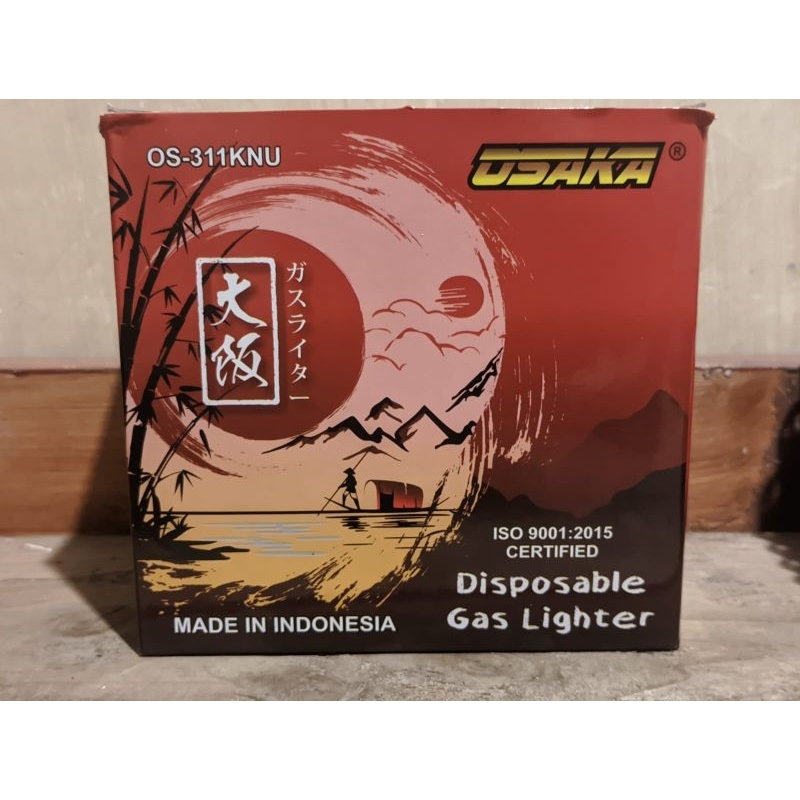 OS-311KNU
OSAKA®
大阪
ガスライター
ISO 9001:2015
CERTIFIED
Disposable
Gas Lighter
MADE IN INDONESIA